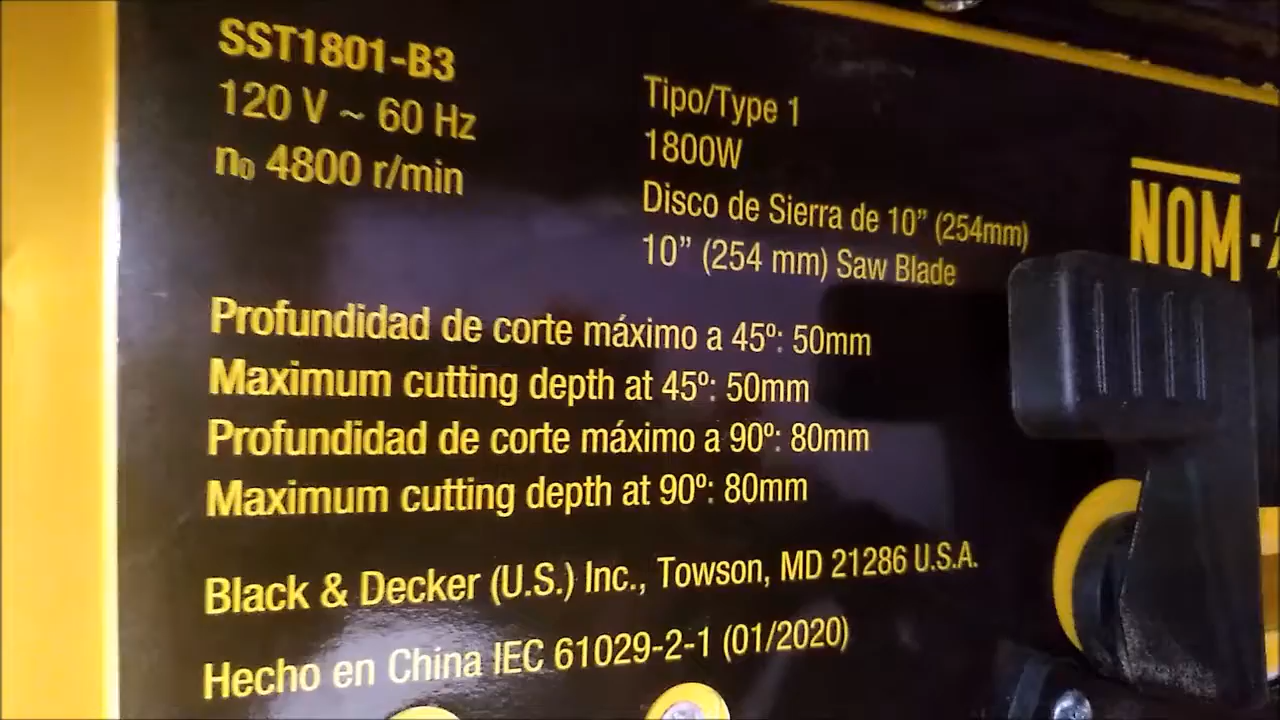 SST1801-B3
120 V ~ 60 Hz
n₀ 4800 r/min
Tipo/Type 1
1800W
Disco de Sierra de 10” (254mm)
10” (254 mm) Saw Blade
NOM
Profundidad de corte máximo a 45º: 50mm
Maximum cutting depth at 45º: 50mm
Profundidad de corte máximo a 90º: 80mm
Maximum cutting depth at 90º: 80mm
Black & Decker (U.S.) Inc., Towson, MD 21286 U.S.A.
Hecho en China IEC 61029-2-1 (01/2020)